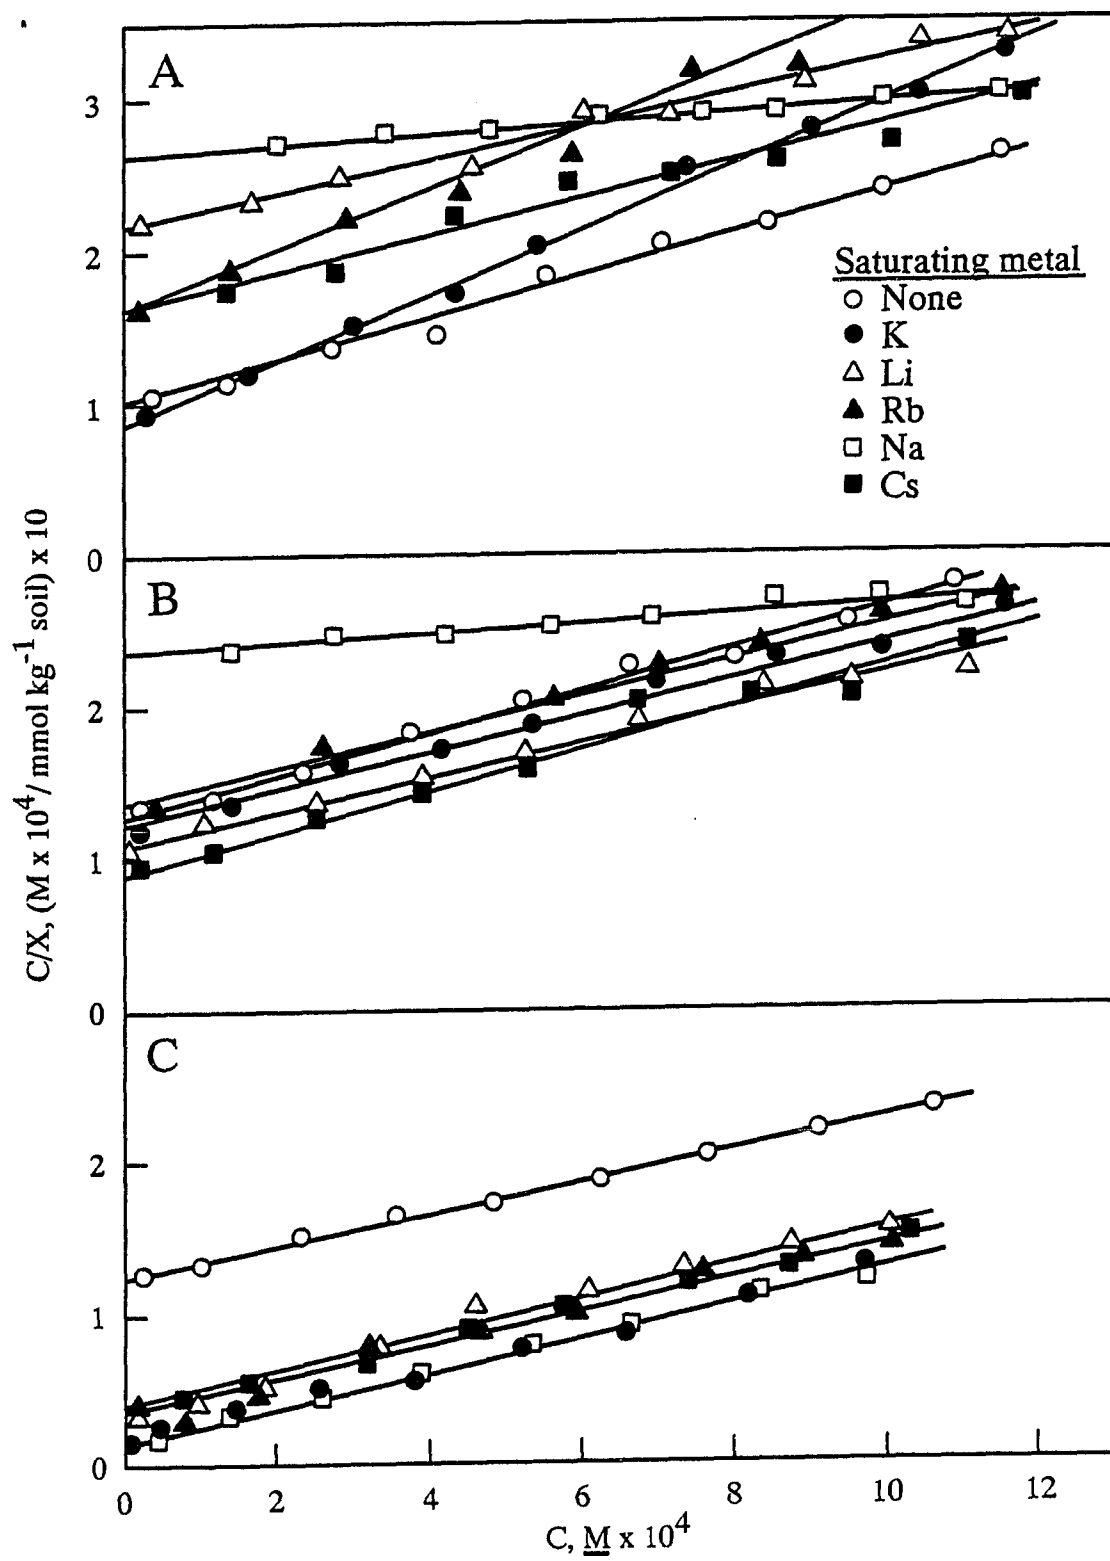 A
3
2
1
0
Saturating metal
None
K
Li
Rb
Na
Cs
B
2
1
0
C/X, (M x 10⁴/mmol kg⁻¹ soil) x 10
C
2
1
0
0 2 4 6 8 10 12
C, M x 10⁴